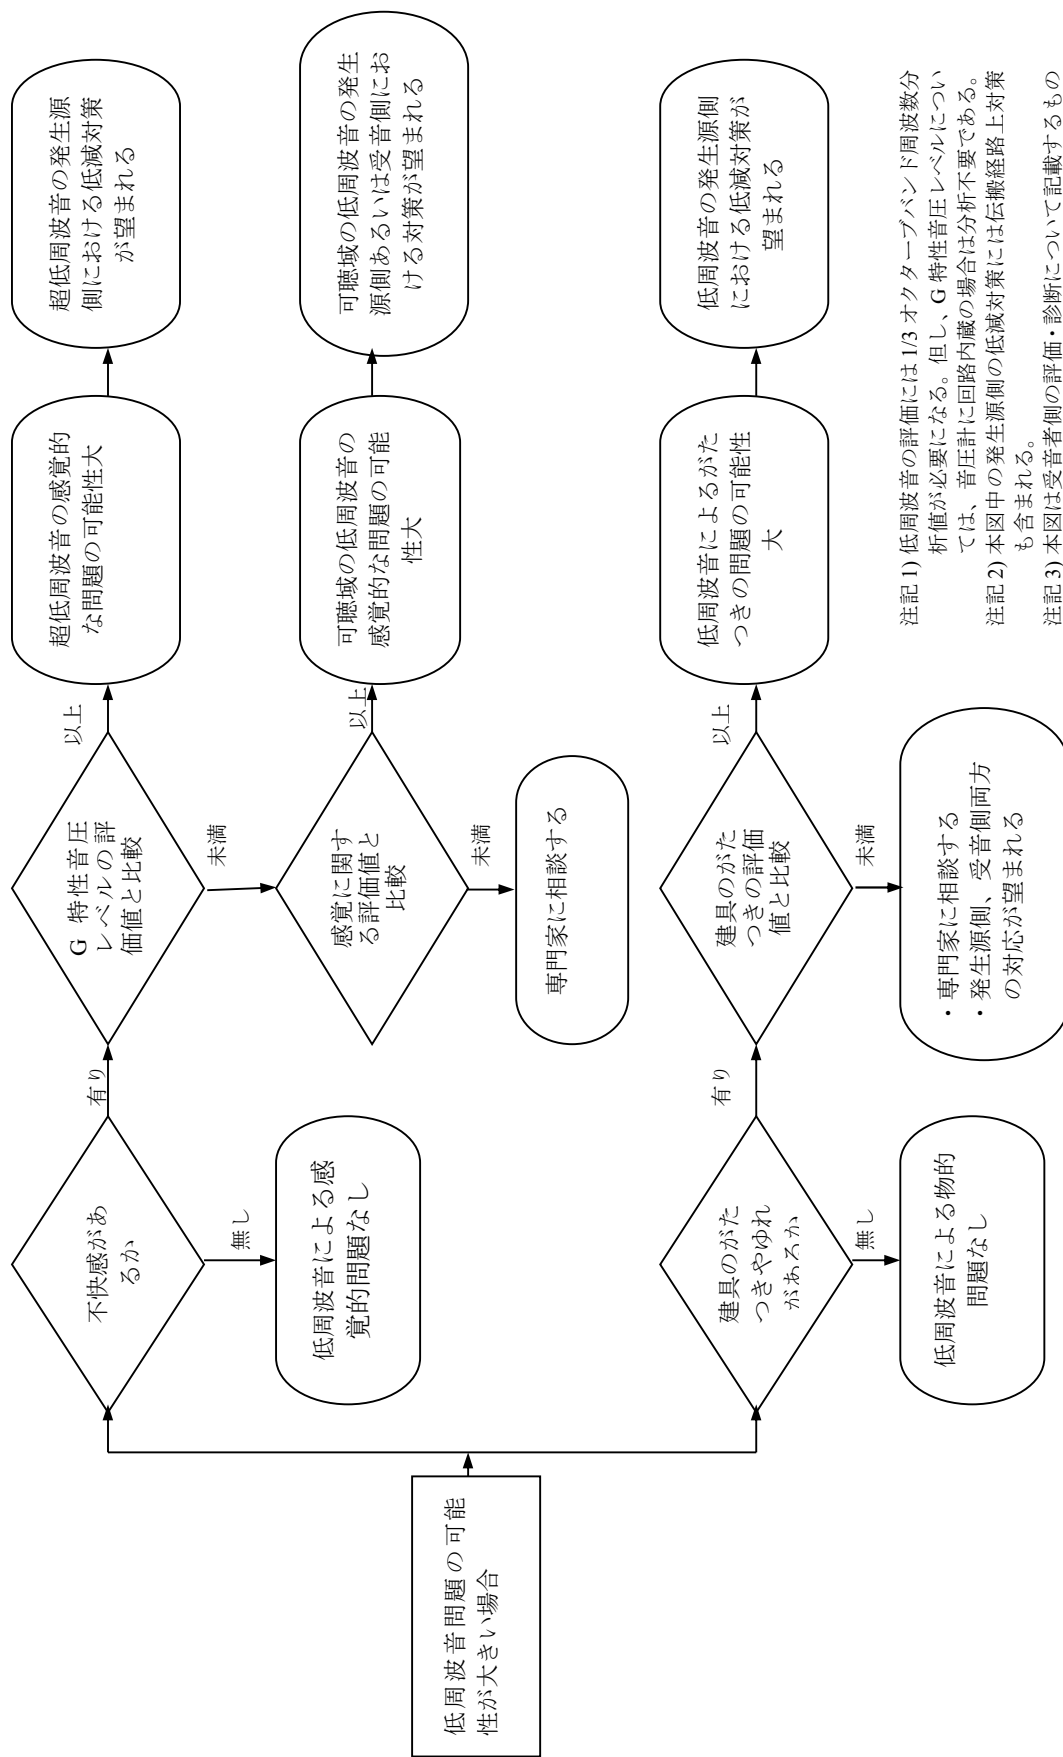 低周波音問題の可能
性が大きい場合
不快感があ
るか
有り
無し
低周波音による感
覚的問題なし
G 特性音圧
レベルの評
価値と比較
以上
未満
超低周波音の感覚的
な問題の可能性大
超低周波音の発生源
側における低減対策
が望まれる
感覚に関す
る評価値と
比較
以上
未満
専門家に相談する
可聴域の低周波音の
感覚的な問題の可能
性大
可聴域の低周波音の発生
源側あるいは受音側にお
ける対策が望まれる
建具のがた
つきやゆれ
があるか
有り
無し
低周波音による物的
問題なし
建具のがた
つきの評価
値と比較
以上
未満
・専門家に相談する
・発生源側、受音側両方
の対応が望まれる
低周波音によるがた
つきの問題の可能性
大
低周波音の発生源側
における低減対策が
望まれる
注記 1) 低周波音の評価には 1/3 オクターブバンド周波数分
析値が必要になる。但し、G 特性音圧レベルについ
ては、音圧計に回路内蔵の場合は分析不要である。
注記 2) 本図中の発生源側の低減対策には伝搬経路上対策
も含まれる。
注記 3) 本図は受音者側の評価・診断について記載するもの